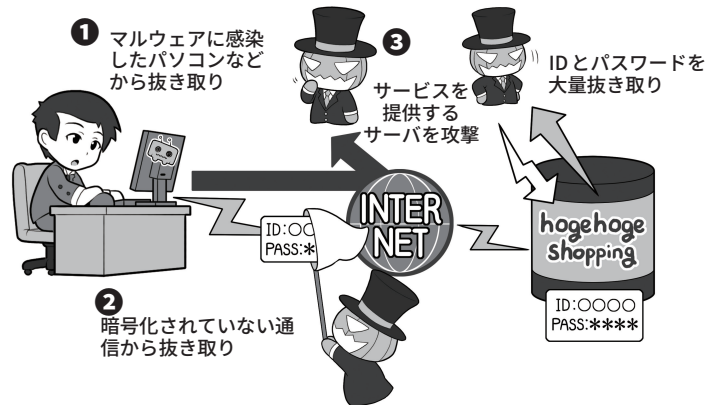 ❶ マルウェアに感染
したパソコンなど
から抜き取り
❸
サービスを
提供する
サーバを攻撃
IDとパスワードを
大量抜き取り
INTER
NET
ID:○○
PASS:*
hogehoge
shopping
ID:○○○○
PASS:****
❷
暗号化されていない通
信から抜き取り